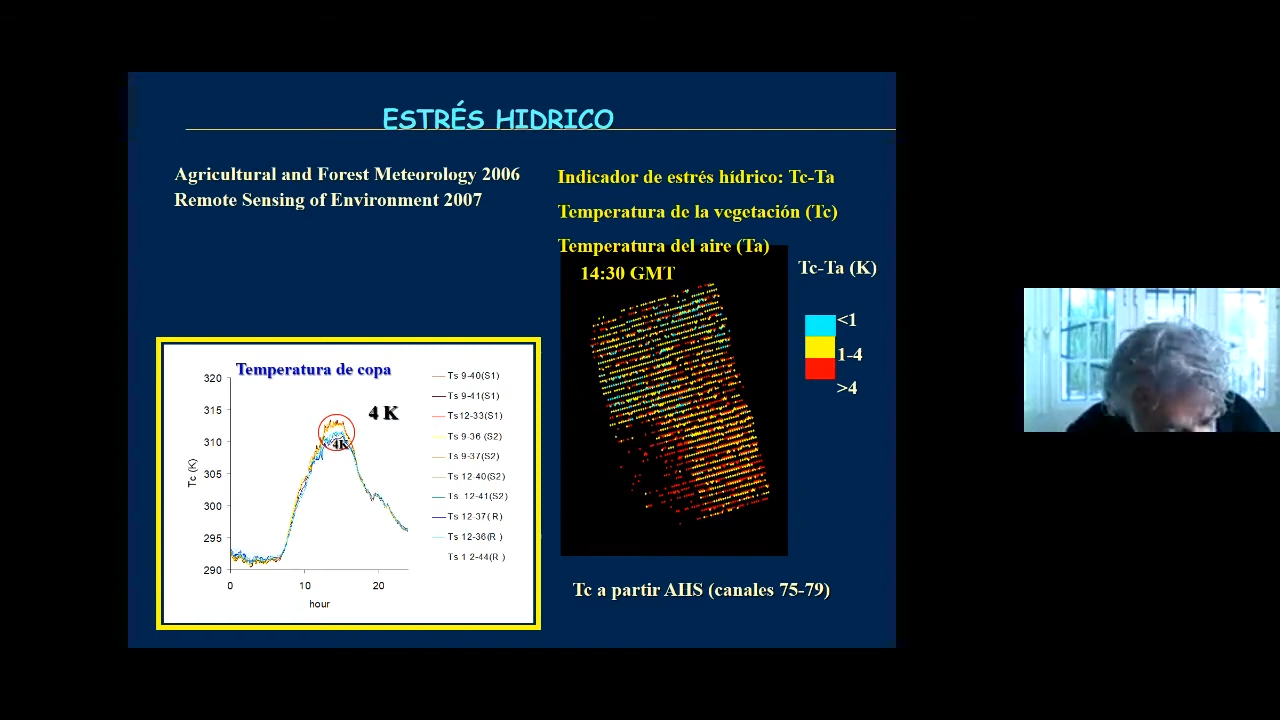 ESTRÉS HIDRICO
Agricultural and Forest Meteorology 2006
Remote Sensing of Environment 2007
Indicador de estrés hídrico: Tc-Ta
Temperatura de la vegetación (Tc)
Temperatura del aire (Ta)
14:30 GMT
Tc-Ta (K)
<1
1-4
>4
Temperatura de copa
4 K
4K
Tc (K)
320
315
310
305
300
295
290
0
10
20
hour
Ts 9-40(S1)
Ts 9-41(S1)
Ts12-33(S1)
Ts 9-36 (S2)
Ts 9-37(S2)
Ts 12-40(S2)
Ts 12-41(S2)
Ts 12-37( R)
Ts 12-36(R )
Ts 1 2-44(R )
Tc a partir AHS (canales 75-79)